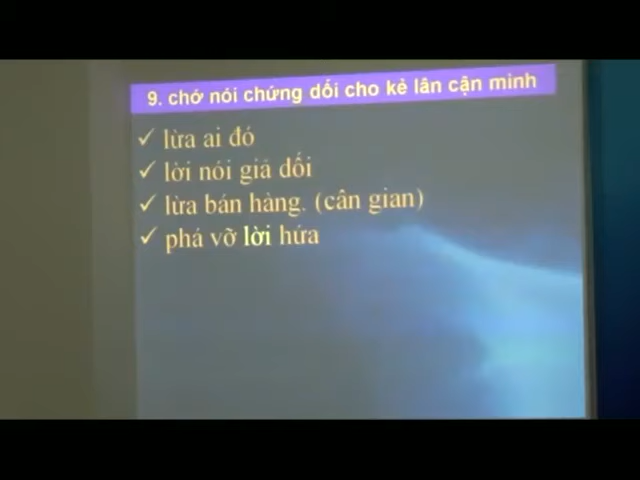 9. chớ nói chứng dối cho kẻ lân cận mình
✓ lừa ai đó
✓ lời nói giả dối
✓ lừa bán hàng. (cân gian)
✓ phá vỡ lời hứa